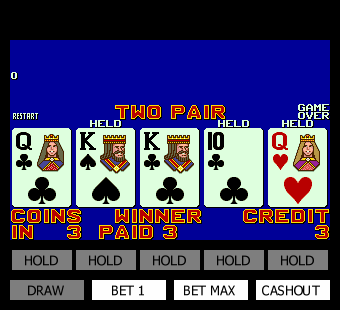 0
RESTART
TWO PAIR
GAME OVER
HELD HELD HELD
Q K K 10 Q
COINS WINNER CREDIT
IN 3 PAID 3 3
HOLD HOLD HOLD HOLD HOLD
DRAW BET 1 BET MAX CASHOUT